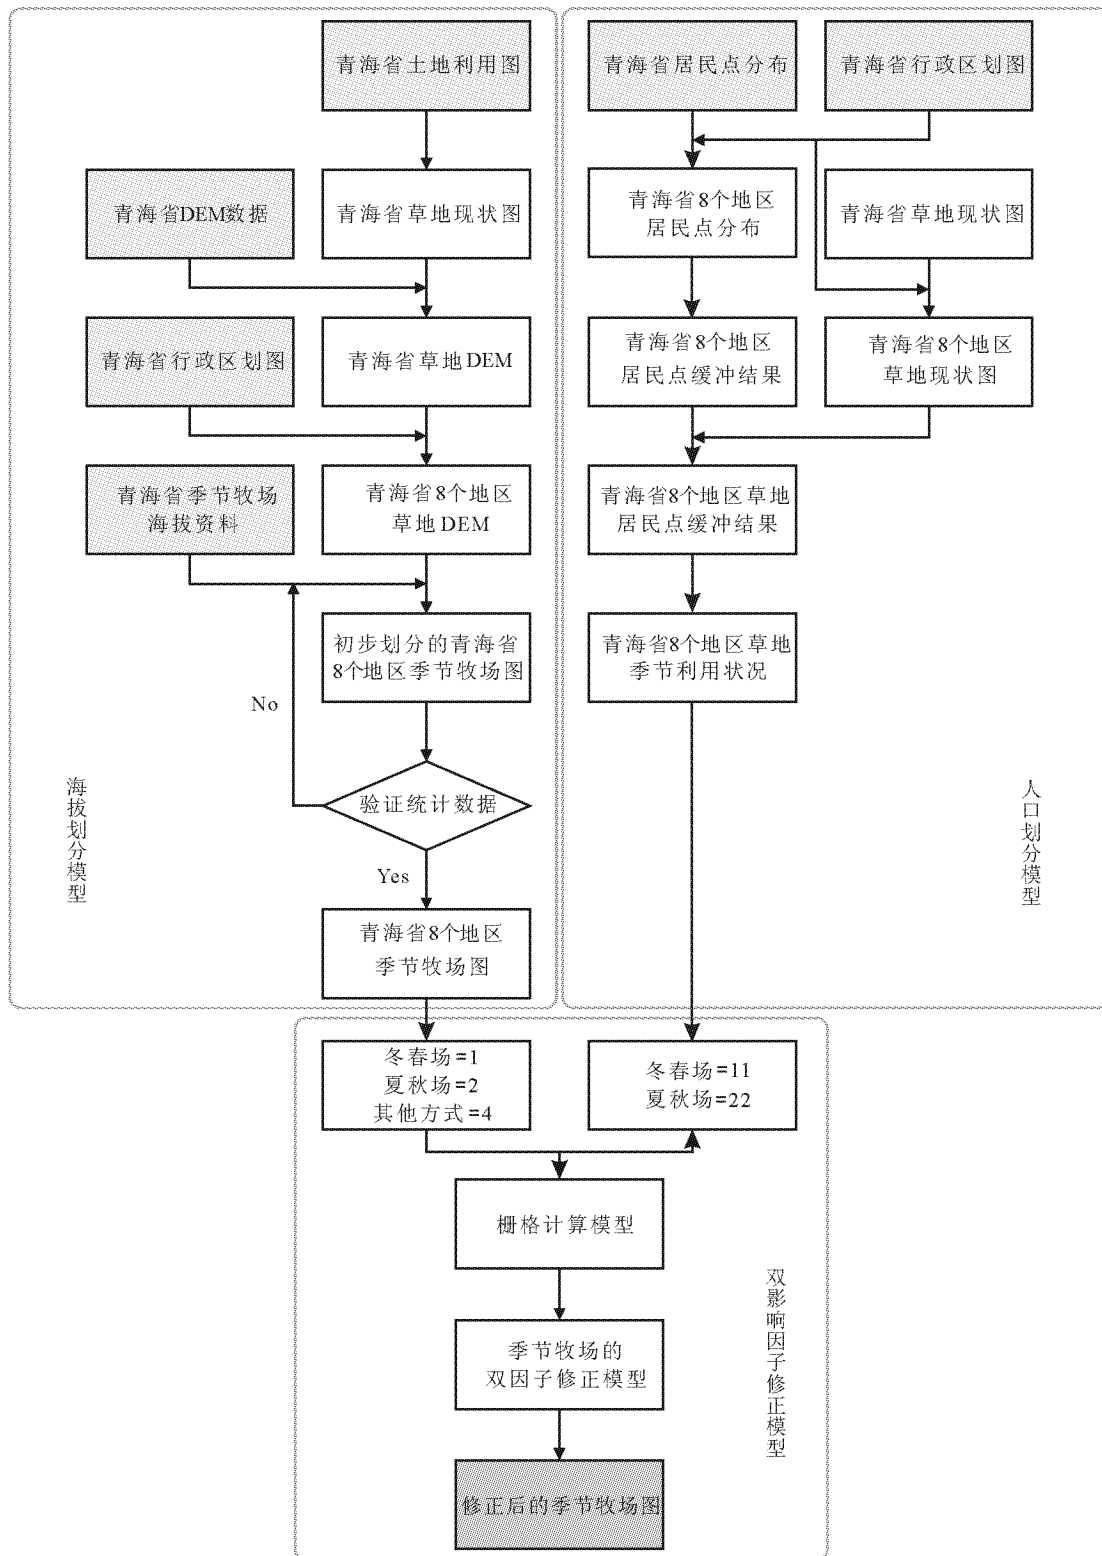 青海省土地利用图
青海省DEM数据
青海省草地现状图
青海省行政区划图
青海省草地DEM
青海省季节牧场
海拔资料
青海省8个地区
草地DEM
初步划分的青海省
8个地区季节牧场图
No
验证统计数据
Yes
青海省8个地区
季节牧场图
海拔划分模型
青海省居民点分布
青海省行政区划图
青海省8个地区
居民点分布
青海省草地现状图
青海省8个地区
居民点缓冲结果
青海省8个地区
草地现状图
青海省8个地区草地
居民点缓冲结果
青海省8个地区草地
季节利用状况
人口划分模型
冬春场=1
夏秋场=2
其他方式=4
冬春场=11
夏秋场=22
栅格计算模型
季节牧场的
双因子修正模型
修正后的季节牧场图
双影响因子修正模型